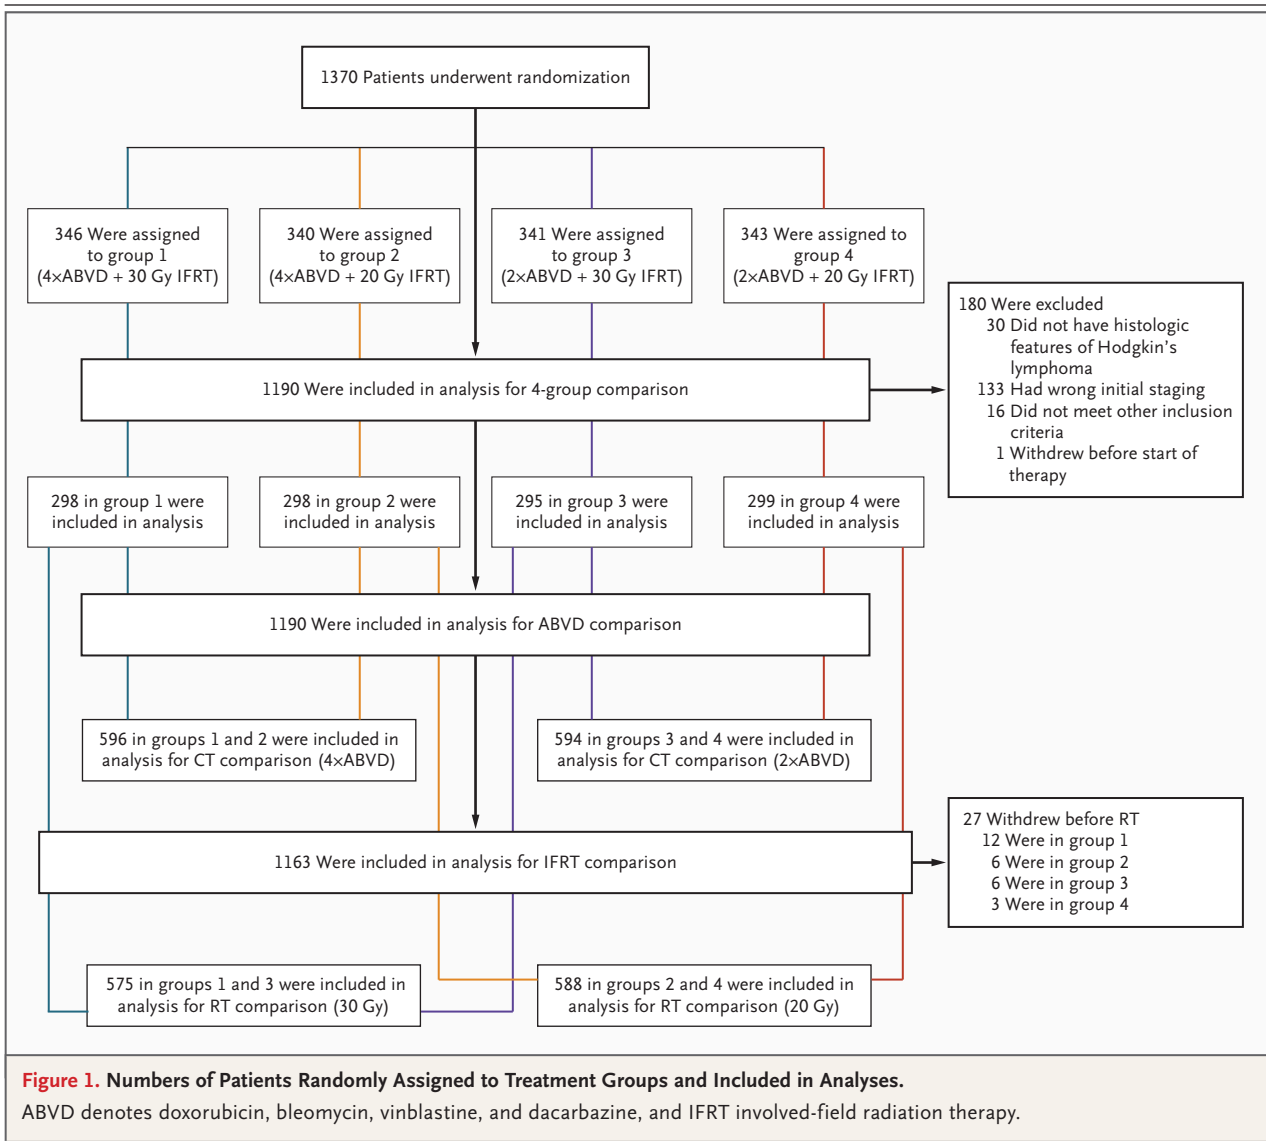 1370 Patients underwent randomization
346 Were assigned
to group 1
(4×ABVD + 30 Gy IFRT)
340 Were assigned
to group 2
(4×ABVD + 20 Gy IFRT)
341 Were assigned
to group 3
(2×ABVD + 30 Gy IFRT)
343 Were assigned to
group 4
(2×ABVD + 20 Gy IFRT)
180 Were excluded
30 Did not have histologic
features of Hodgkin’s
lymphoma
133 Had wrong initial staging
16 Did not meet other inclusion
criteria
1 Withdrew before start of
therapy
1190 Were included in analysis for 4-group comparison
298 in group 1 were
included in analysis
298 in group 2 were
included in analysis
295 in group 3 were
included in analysis
299 in group 4 were
included in analysis
1190 Were included in analysis for ABVD comparison
596 in groups 1 and 2 were included in
analysis for CT comparison (4×ABVD)
594 in groups 3 and 4 were included in
analysis for CT comparison (2×ABVD)
27 Withdrew before RT
12 Were in group 1
6 Were in group 2
6 Were in group 3
3 Were in group 4
1163 Were included in analysis for IFRT comparison
575 in groups 1 and 3 were included in
analysis for RT comparison (30 Gy)
588 in groups 2 and 4 were included in
analysis for RT comparison (20 Gy)
Figure 1. Numbers of Patients Randomly Assigned to Treatment Groups and Included in Analyses.
ABVD denotes doxorubicin, bleomycin, vinblastine, and dacarbazine, and IFRT involved-field radiation therapy.